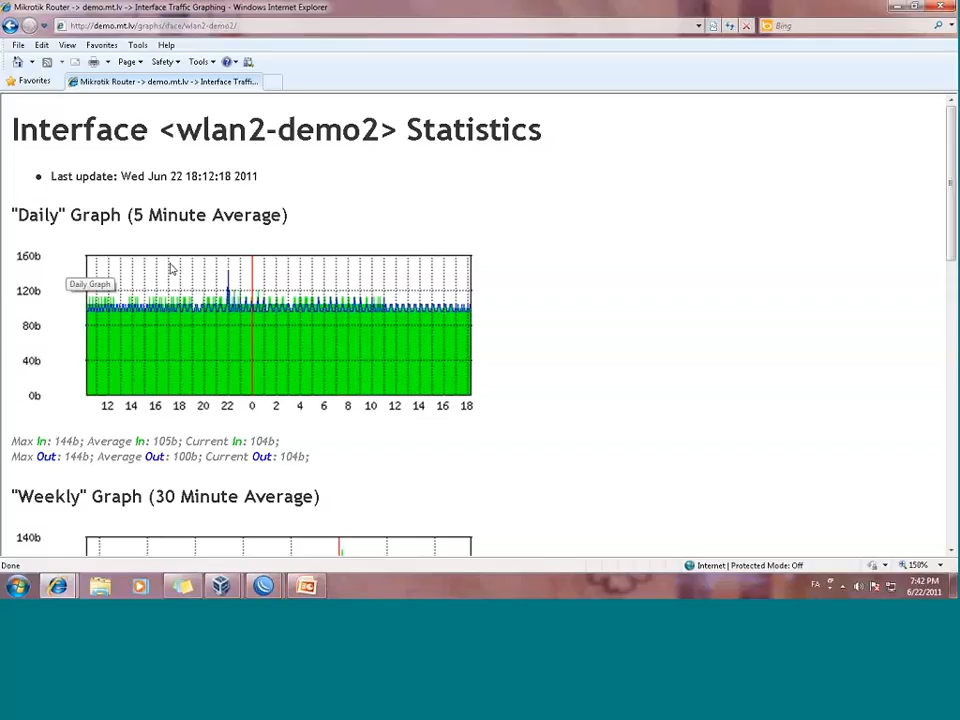 Mikrotik Router -> demo.mt.lv -> Interface Traffic Graphing - Windows Internet Explorer
http://demo.mt.lv/graphs/iface/wlan2-demo2/
Bing
File Edit View Favorites Tools Help
Page Safety Tools
Favorites Mikrotik Router -> demo.mt.lv -> Interface Traffi...
Interface <wlan2-demo2> Statistics
Last update: Wed Jun 22 18:12:18 2011
"Daily" Graph (5 Minute Average)
160b
Daily Graph
120b
80b
40b
0b
12 14 16 18 20 22 0 2 4 6 8 10 12 14 16 18
Max In: 144b; Average In: 105b; Current In: 104b;
Max Out: 144b; Average Out: 100b; Current Out: 104b;
"Weekly" Graph (30 Minute Average)
140b
Done Internet | Protected Mode: Off 150%
FA 7:42 PM
6/22/2011